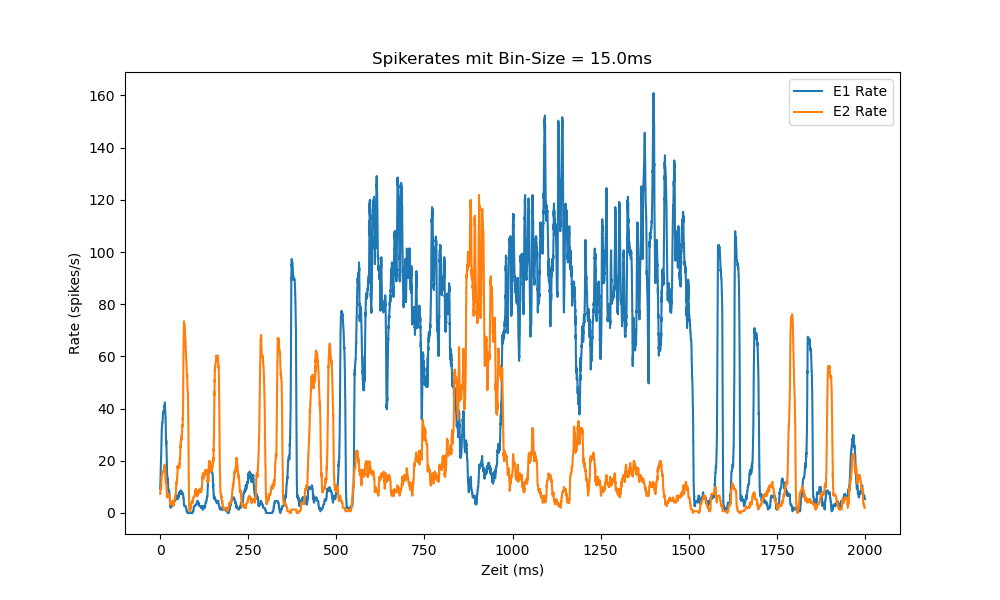 Spikerates mit Bin-Size = 15.0ms
E1 Rate
E2 Rate
160
140
120
100
80
60
40
20
0
Rate (spikes/s)
0 250 500 750 1000 1250 1500 1750 2000
Zeit (ms)